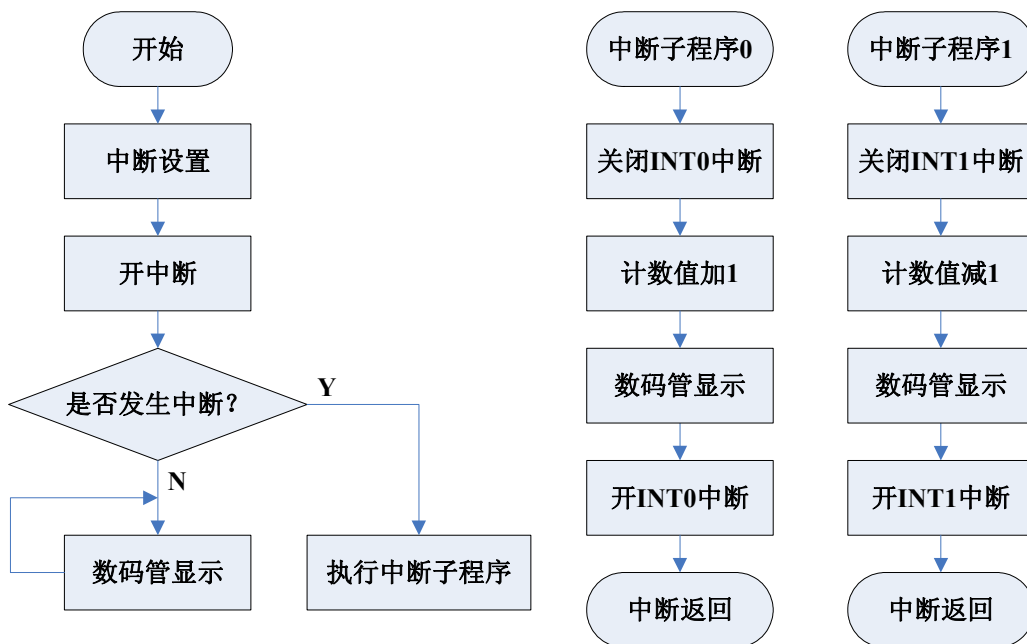 开始
中断设置
开中断
是否发生中断？
Y
N
数码管显示
执行中断子程序
中断子程序0
关闭INT0中断
计数值加1
数码管显示
开INT0中断
中断返回
中断子程序1
关闭INT1中断
计数值减1
数码管显示
开INT1中断
中断返回